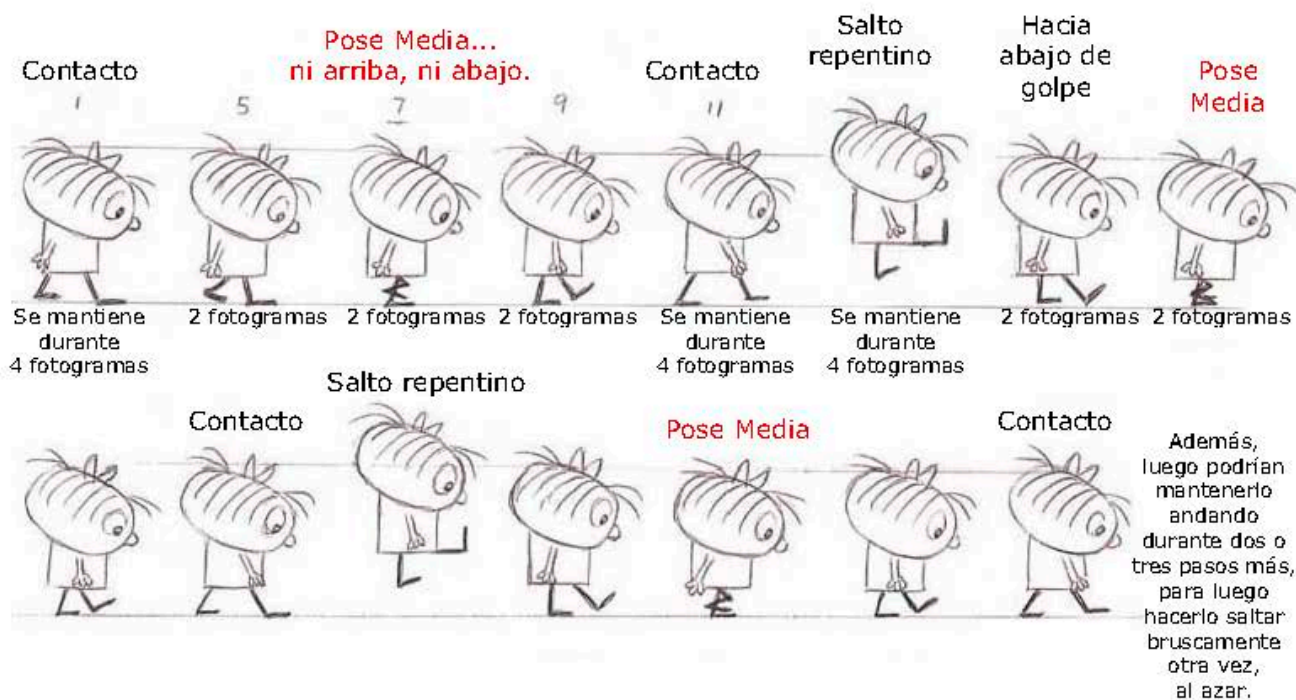 Contacto
Pose Media...
ni arriba, ni abajo.
Contacto
Salto
repentino
Hacia
abajo de
golpe
Pose
Media
1
5
7
9
11
Se mantiene
durante
4 fotogramas
2 fotogramas
2 fotogramas
2 fotogramas
Se mantiene
durante
4 fotogramas
Se mantiene
durante
4 fotogramas
2 fotogramas
2 fotogramas
Contacto
Salto repentino
Pose Media
Contacto
Además,
luego podrían
mantenerlo
andando
durante dos o
tres pasos más,
para luego
hacerlo saltar
bruscamente
otra vez,
al azar.